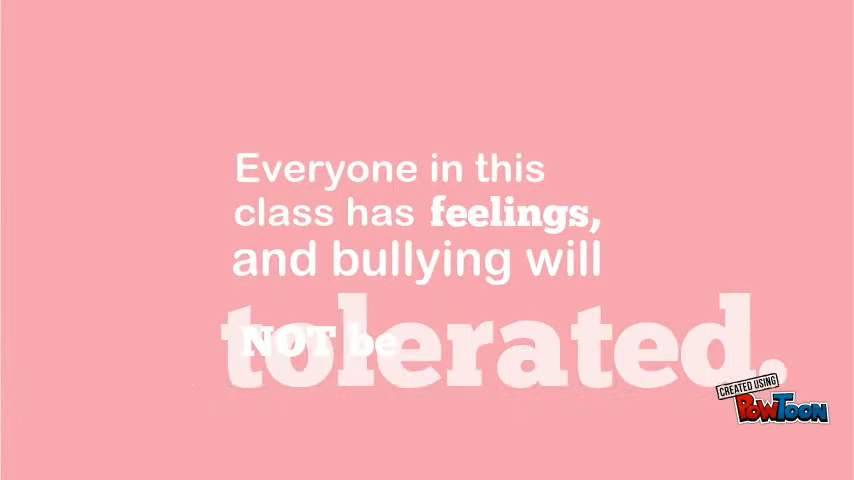 Everyone in this
class has feelings,
and bullying will
NOT be
tolerated.
CREATED USING
POWTOON